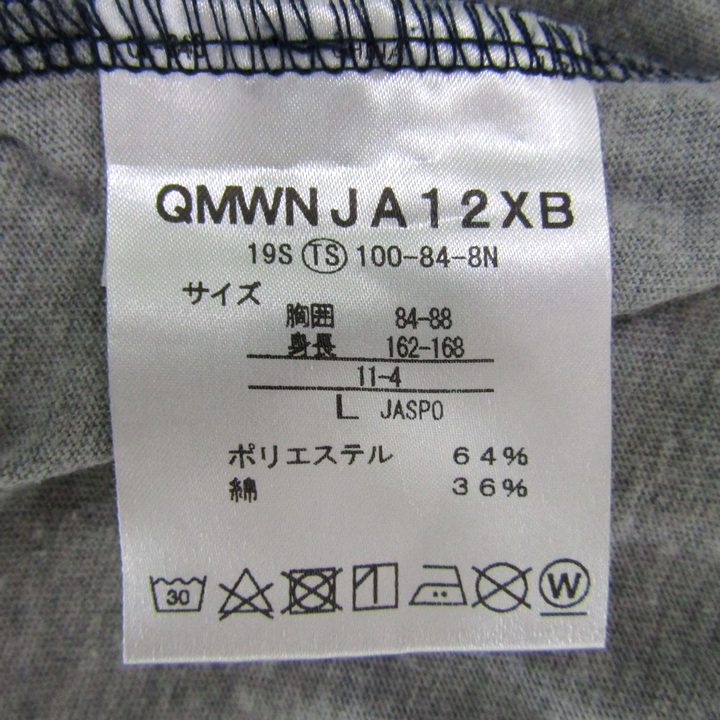 QMWNJA12XB
19S TS 100-84-8N
サイズ
胸囲 84-88
身長 162-168
11-4
L JASPO
ポリエステル 64%
綿 36%
30
W